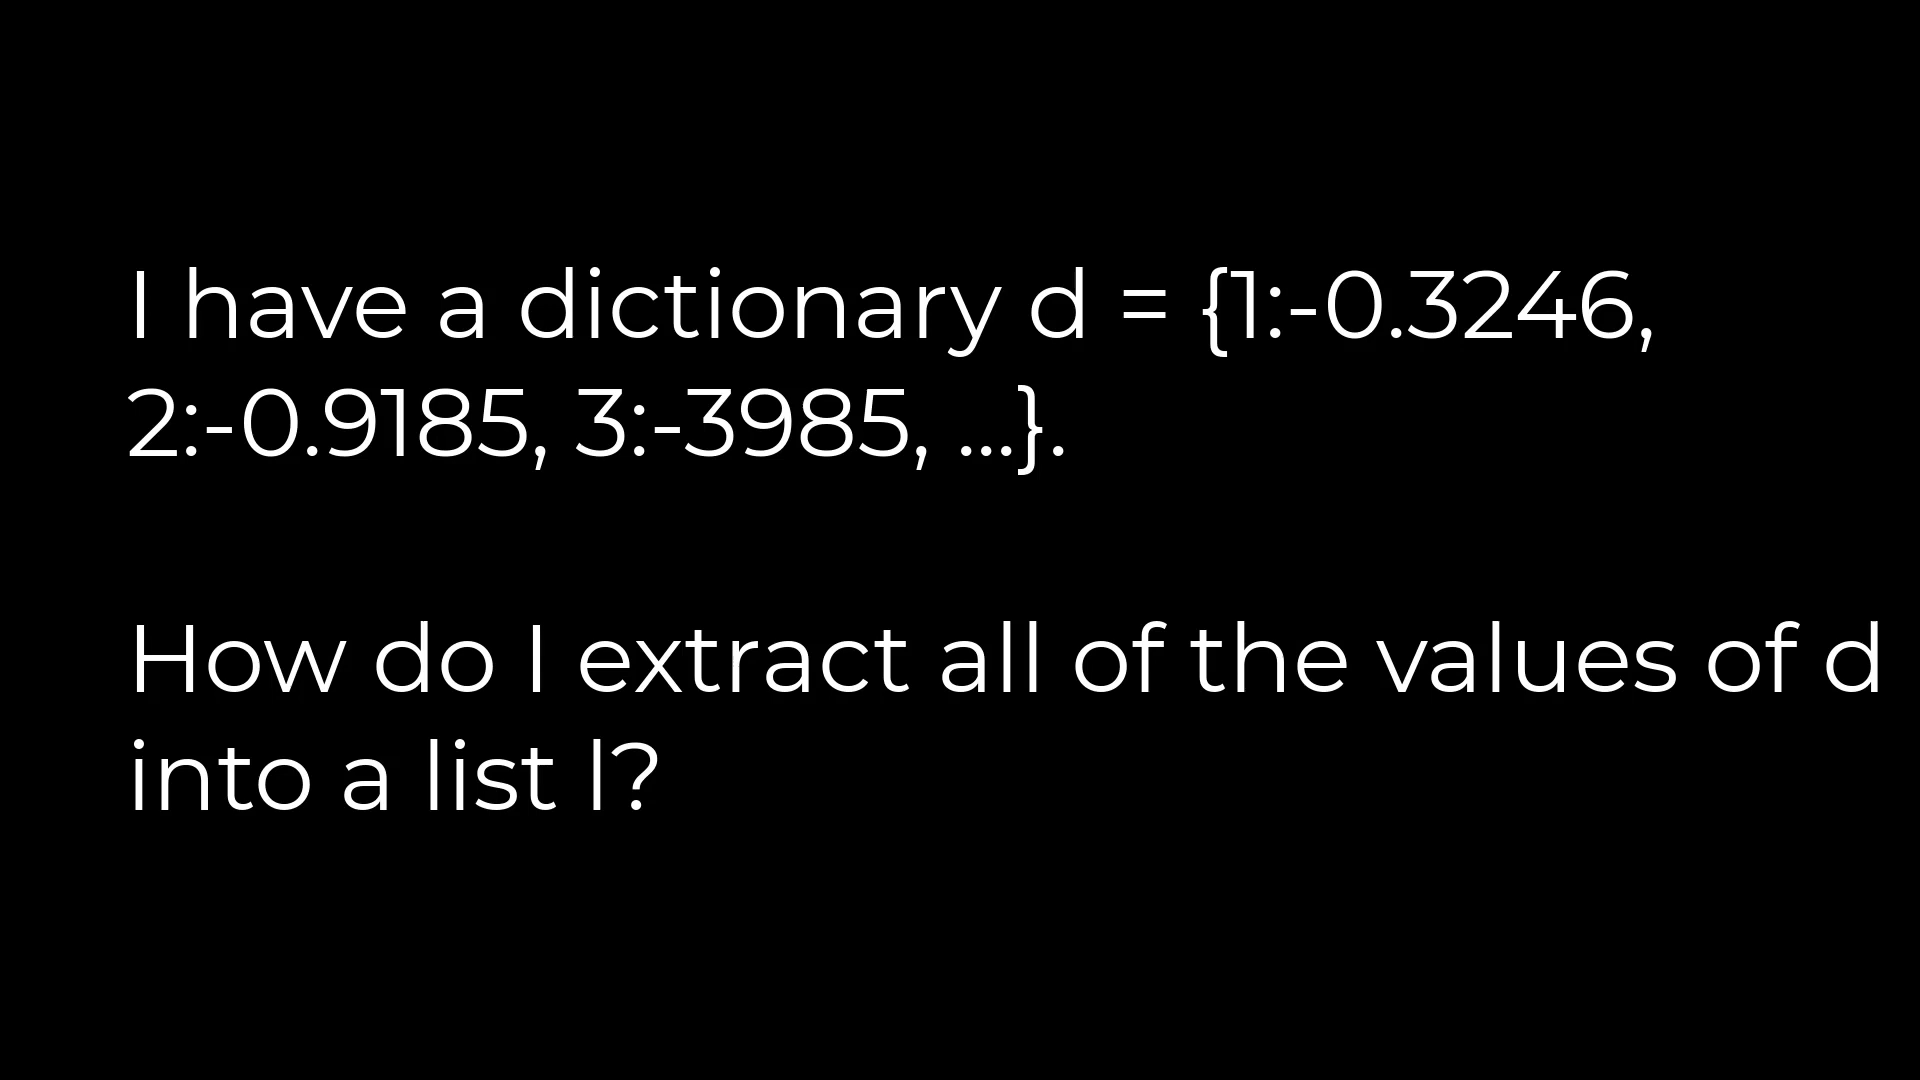 I have a dictionary d = {1:-0.3246,
2:-0.9185, 3:-3985, ...}.
How do I extract all of the values of d
into a list l?